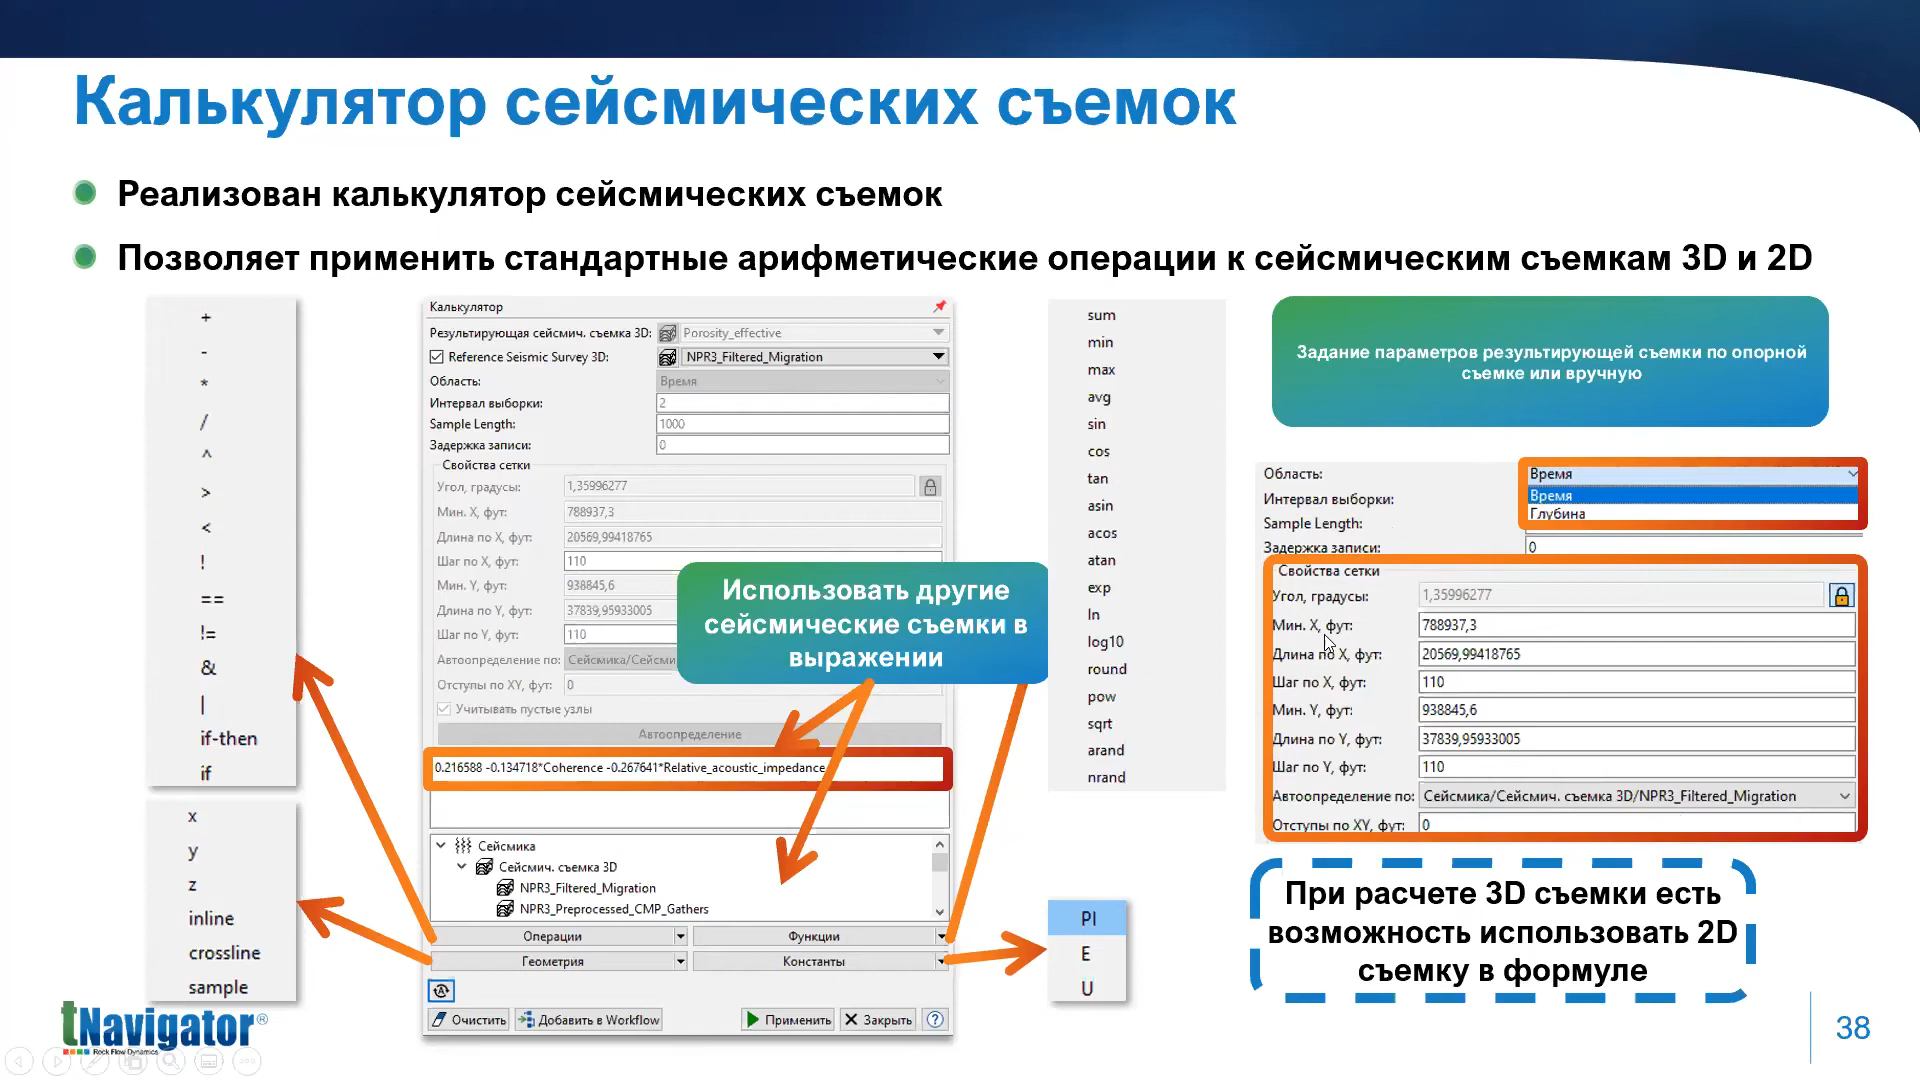 Калькулятор сейсмических съемок
Реализован калькулятор сейсмических съемок
Позволяет применить стандартные арифметические операции к сейсмическим съемкам 3D и 2D
+
-
*
/
^
>
<
!
==
!=
&
|
if-then
if
x
y
z
inline
crossline
sample
Калькулятор
Результирующая сейсмич. съемка 3D: Porosity_effective
Reference Seismic Survey 3D: NPR3_Filtered_Migration
Область: Время
Интервал выборки: 2
Sample Length: 1000
Задержка записи: 0
Свойства сетки
Угол, градусы: 1,35996277
Мин. X, фут: 788937,3
Длина по X, фут: 20569,99418765
Шаг по X, фут: 110
Мин. Y, фут: 938845,6
Длина по Y, фут: 37839,95933005
Шаг по Y, фут: 110
Автоопределение по: Сейсмика/Сейсми
Отступы по XY, фут: 0
Учитывать пустые узлы
Автоопределение
0.216588 -0.134718*Coherence -0.267641*Relative_acoustic_impedance
Сейсмика
Сейсмич. съемка 3D
NPR3_Filtered_Migration
NPR3_Preprocessed_CMP_Gathers
Операции Функции
Геометрия Константы
Очистить Добавить в Workflow Применить Закрыть ?
Использовать другие
сейсмические съемки в
выражении
sum
min
max
avg
sin
cos
tan
asin
acos
atan
exp
ln
log10
round
pow
sqrt
arand
nrand
PI
E
U
Задание параметров результирующей съемки по опорной
съемке или вручную
Область: Время
Время
Глубина
Интервал выборки:
Sample Length:
Задержка записи: 0
Свойства сетки
Угол, градусы: 1,35996277
Мин. X, фут: 788937,3
Длина по X, фут: 20569,99418765
Шаг по X, фут: 110
Мин. Y, фут: 938845,6
Длина по Y, фут: 37839,95933005
Шаг по Y, фут: 110
Автоопределение по: Сейсмика/Сейсмич. съемка 3D/NPR3_Filtered_Migration
Отступы по XY, фут: 0
При расчете 3D съемки есть
возможность использовать 2D
съемку в формуле
tNavigator®
Rock Flow Dynamics
38